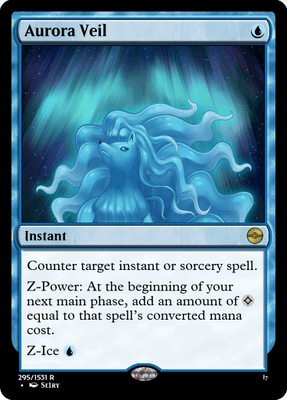 Aurora Veil
Instant
Counter target instant or sorcery spell.
Z-Power: At the beginning of your
next main phase, add an amount of
equal to that spell's converted mana
cost.
Z-Ice
295/1531 R
• SEIRY